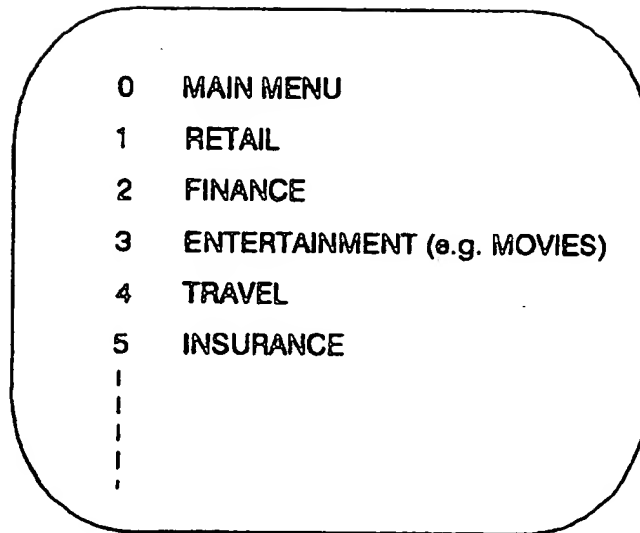 0 MAIN MENU
1 RETAIL
2 FINANCE
3 ENTERTAINMENT (e.g. MOVIES)
4 TRAVEL
5 INSURANCE